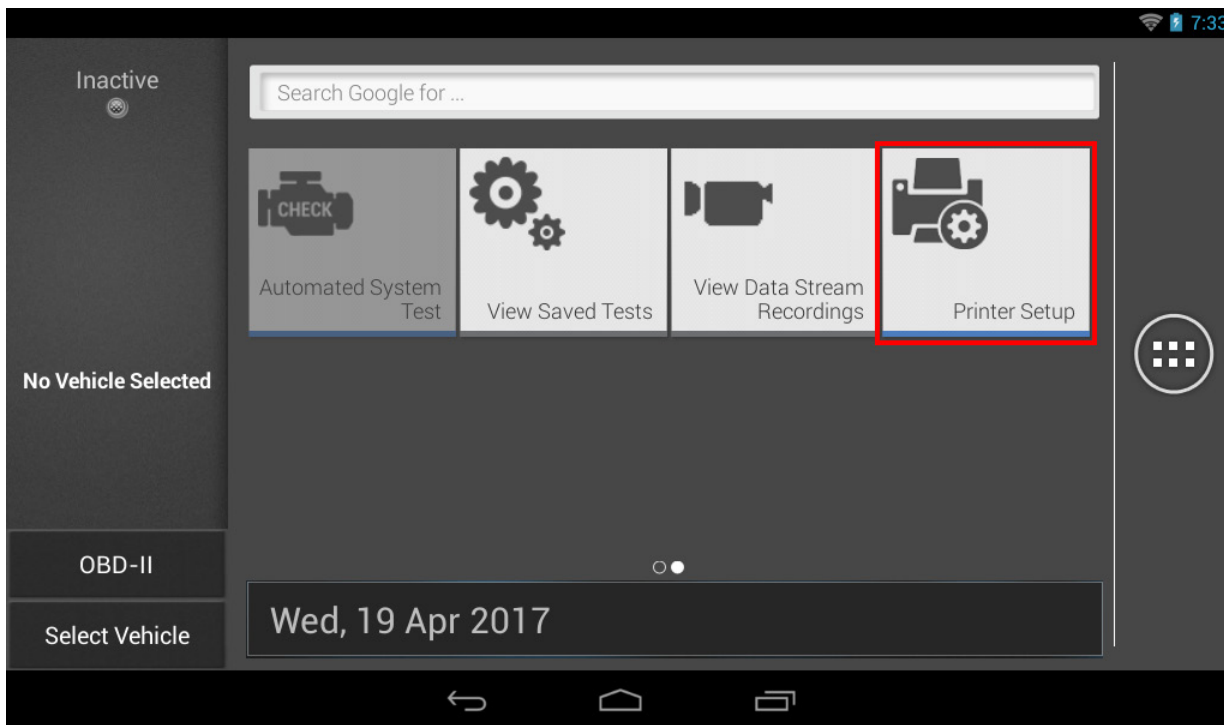 7:33
Inactive
Search Google for ...
CHECK
Automated System
Test
View Saved Tests
View Data Stream
Recordings
Printer Setup
No Vehicle Selected
OBD-II
Select Vehicle
Wed, 19 Apr 2017